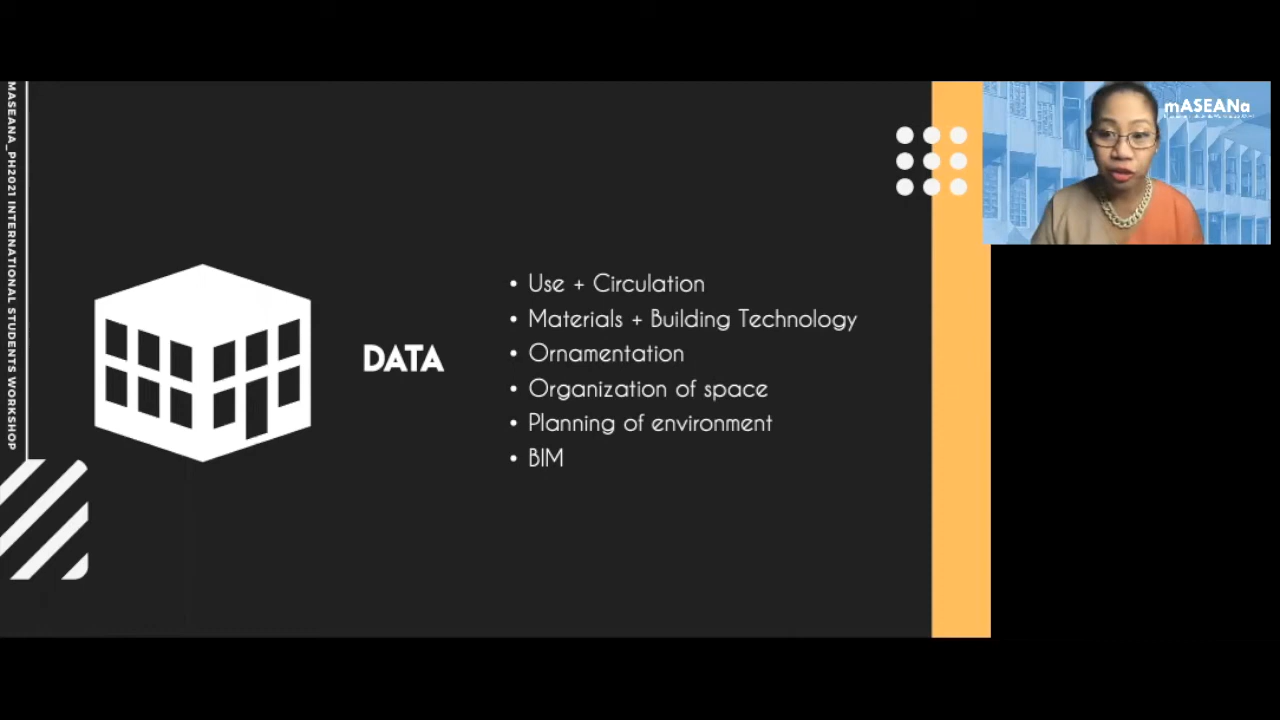 MASEANA_PH2021 INTERNATIONAL STUDENTS WORKSHOP
DATA
• Use + Circulation
• Materials + Building Technology
• Ornamentation
• Organization of space
• Planning of environment
• BIM
mASEANa